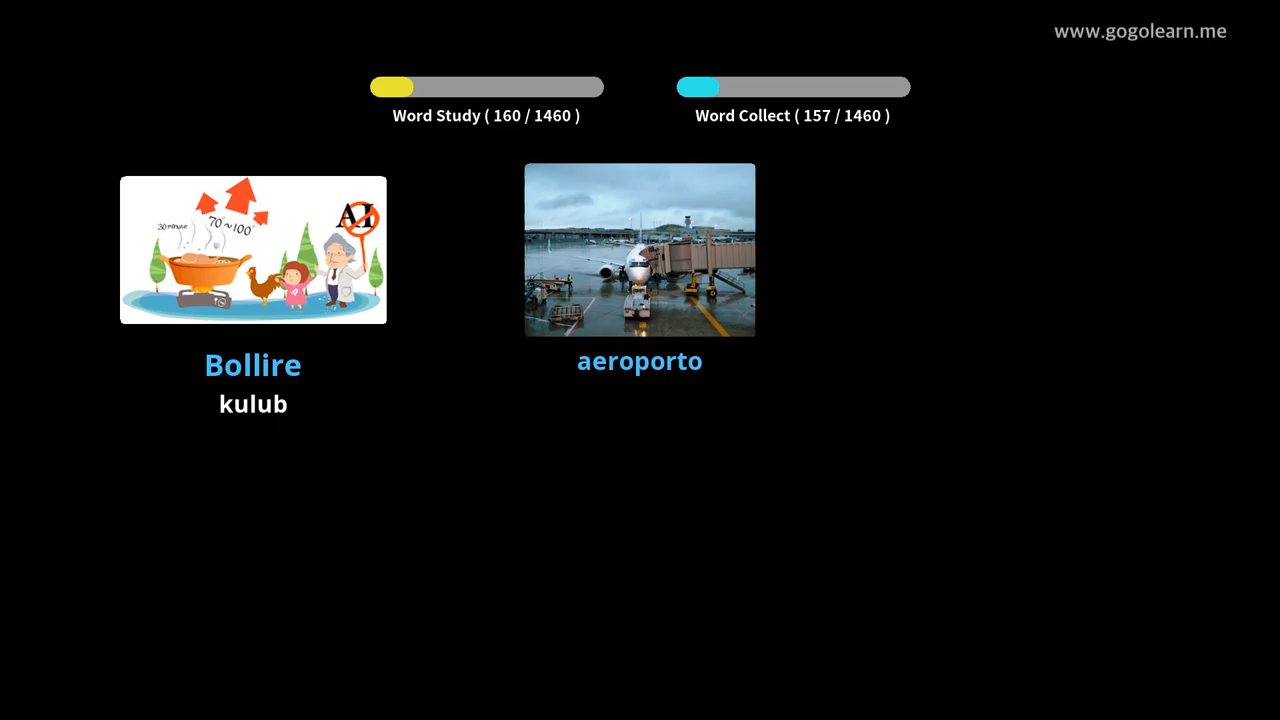 www.gogolearn.me
Word Study ( 160 / 1460 )
Word Collect ( 157 / 1460 )
30 minute
70°~100°
AI
Bollire
kulub
aeroporto